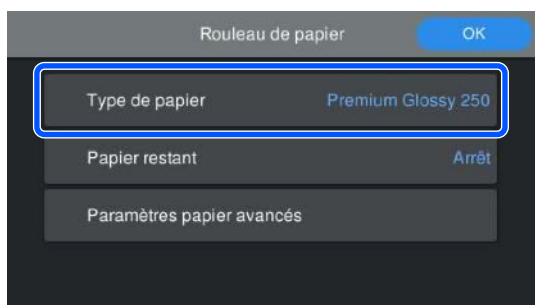 Rouleau de papier OK
Type de papier Premium Glossy 250
Papier restant Arrêt
Paramètres papier avancés